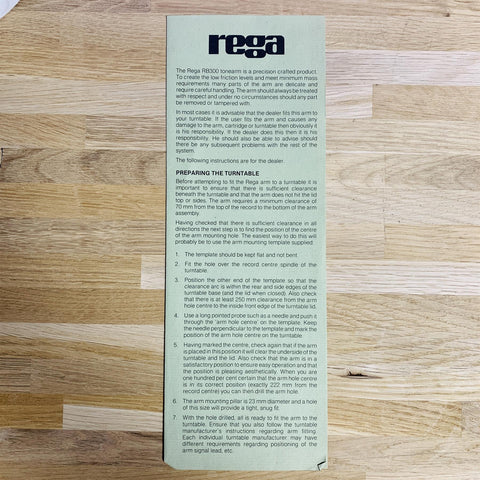 rega
The Rega RB300 tonearm is a precision crafted product.
To create the low friction levels and meet minimum mass
requirements many parts of the arm are delicate and
require careful handling. The arm should always be treated
with respect and under no circumstances should any part
be removed or tampered with.
In most cases it is advisable that the dealer fits this arm to
your turntable. If the user fits the arm and causes any
damage to the arm, cartridge or turntable then obviously it
is his responsibility. If the dealer does this then it is his
responsibility. He should also be able to advise should
there be any subsequent problems with the rest of the
system.
The following instructions are for the dealer.
PREPARING THE TURNTABLE
Before attempting to fit the Rega arm to a turntable it is
important to ensure that there is sufficient clearance
beneath the turntable and that the arm does not hit the lid
top or sides. The arm requires a minimum clearance of
70 mm from the top of the record to the bottom of the arm
assembly.
Having checked that there is sufficient clearance in all
directions the next step is to find the position of the centre
of the arm mounting hole. The easiest way to do this will
probably be to use the arm mounting template supplied.
1. The template should be kept flat and not bent.
2. Fit the hole over the record centre spindle of the
turntable.
3. Position the other end of the template so that the
clearance arc is within the rear and side edges of the
turntable base (and the lid when closed). Also check
that there is at least 250 mm clearance from the arm
hole centre to the inside front edge of the turntable lid.
4. Use a long pointed probe such as a needle and push it
through the 'arm hole centre' on the template. Keep
the needle perpendicular to the template and mark the
position of the arm hole centre on the turntable.
5. Having marked the centre, check again that if the arm
is placed in this position it will clear the underside of the
turntable and the lid. Also check that the arm is in a
satisfactory position to ensure easy operation and that
the position is pleasing aesthetically. When you are
one hundred per cent certain that the arm hole centre
is in its correct position (exactly 222 mm from the
record centre) you can then drill the arm hole.
6. The arm mounting pillar is 23 mm diameter and a hole
of this size will provide a tight, snug fit.
7. With the hole drilled, all is ready to fit the arm to the
turntable. Ensure that you also follow the turntable
manufacturer's instructions regarding arm fitting.
Each individual turntable manufacturer may have
different requirements regarding positioning of the
arm signal lead, etc.